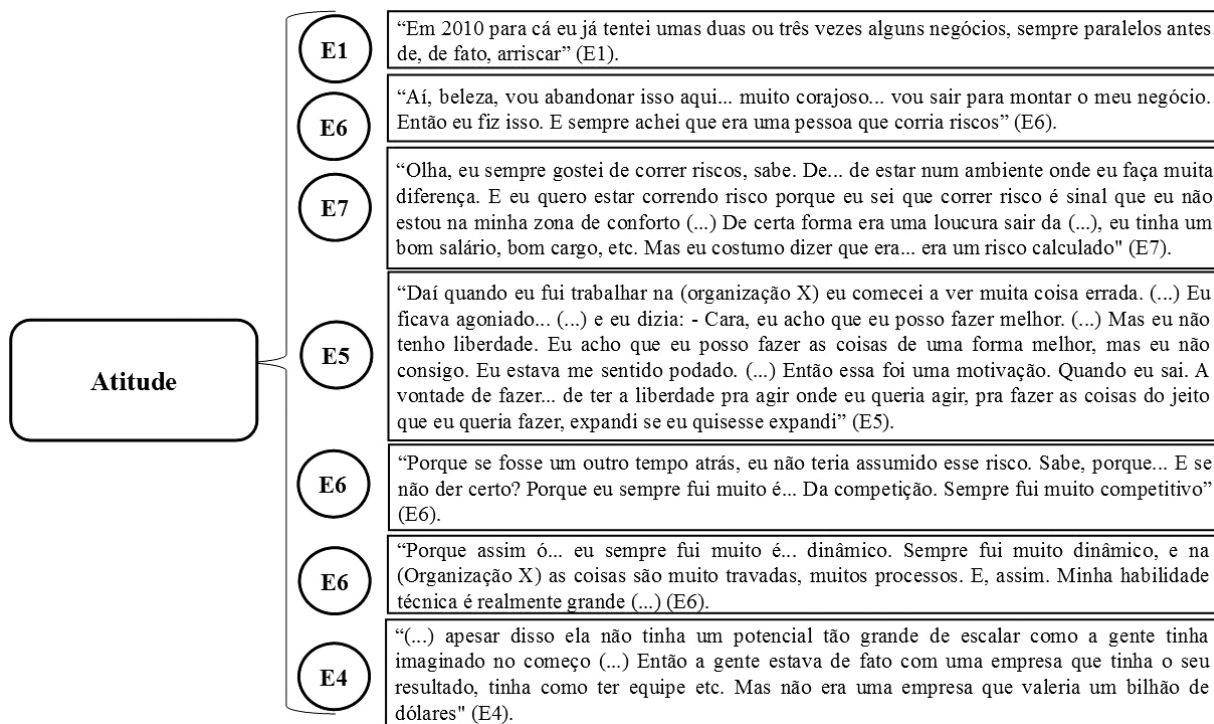 Atitude
E1
“Em 2010 para cá eu já tentei umas duas ou três vezes alguns negócios, sempre paralelos antes
de, de fato, arriscar” (E1).
E6
“Aí, beleza, vou abandonar isso aqui... muito corajoso... vou sair para montar o meu negócio.
Então eu fiz isso. E sempre achei que era uma pessoa que corria riscos” (E6).
E7
“Olha, eu sempre gostei de correr riscos, sabe. De... de estar num ambiente onde eu faça muita
diferença. E eu quero estar correndo risco porque eu sei que correr risco é sinal que eu não
estou na minha zona de conforto (...) De certa forma era uma loucura sair da (...), eu tinha um
bom salário, bom cargo, etc. Mas eu costumo dizer que era... era um risco calculado" (E7).
E5
“Daí quando eu fui trabalhar na (organização X) eu comecei a ver muita coisa errada. (...) Eu
ficava agoniado... (...) e eu dizia: - Cara, eu acho que eu posso fazer melhor. (...) Mas eu não
tenho liberdade. Eu acho que eu posso fazer as coisas de uma forma melhor, mas eu não
consigo. Eu estava me sentido podado. (...) Então essa foi uma motivação. Quando eu sai. A
vontade de fazer... de ter a liberdade pra agir onde eu queria agir, pra fazer as coisas do jeito
que eu queria fazer, expandi se eu quisesse expandi” (E5).
E6
“Porque se fosse um outro tempo atrás, eu não teria assumido esse risco. Sabe, porque... E se
não der certo? Porque eu sempre fui muito é... Da competição. Sempre fui muito competitivo”
(E6).
E6
“Porque assim ó... eu sempre fui muito é... dinâmico. Sempre fui muito dinâmico, e na
(Organização X) as coisas são muito travadas, muitos processos. E, assim. Minha habilidade
técnica é realmente grande (...) (E6).
E4
“(...) apesar disso ela não tinha um potencial tão grande de escalar como a gente tinha
imaginado no começo (...) Então a gente estava de fato com uma empresa que tinha o seu
resultado, tinha como ter equipe etc. Mas não era uma empresa que valeria um bilhão de
dólares" (E4).